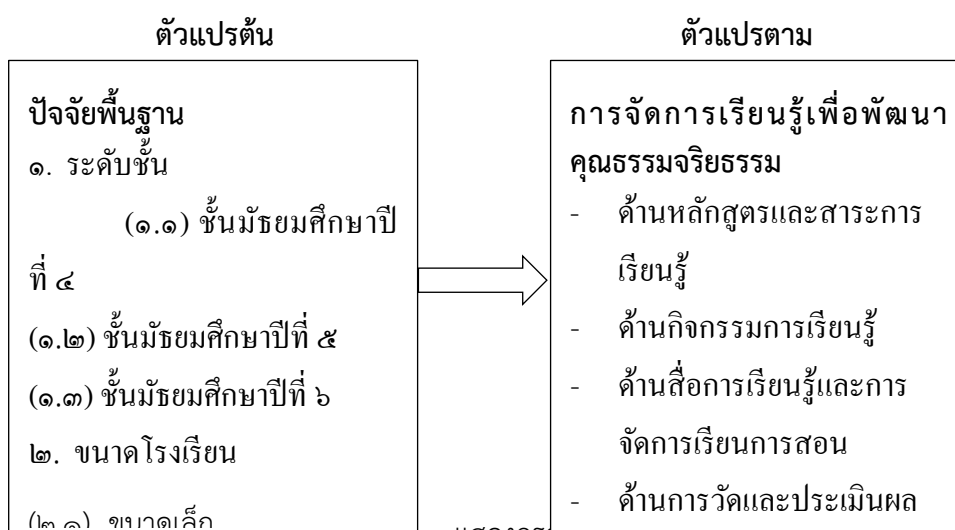 ตัวแปรต้น
ปัจจัยพื้นฐาน
๑. ระดับชั้น
(๑.๑) ชั้นมัธยมศึกษาปี
ที่ ๔
(๑.๒) ชั้นมัธยมศึกษาปีที่ ๕
(๑.๓) ชั้นมัธยมศึกษาปีที่ ๖
๒. ขนาดโรงเรียน
(๒.๑) ขนาดเล็ก
ตัวแปรตาม
การจัดการเรียนรู้เพื่อพัฒนา
คุณธรรมจริยธรรม
- ด้านหลักสูตรและสาระการ
เรียนรู้
- ด้านกิจกรรมการเรียนรู้
- ด้านสื่อการเรียนรู้และการ
จัดการเรียนการสอน
- ด้านการวัดและประเมินผล